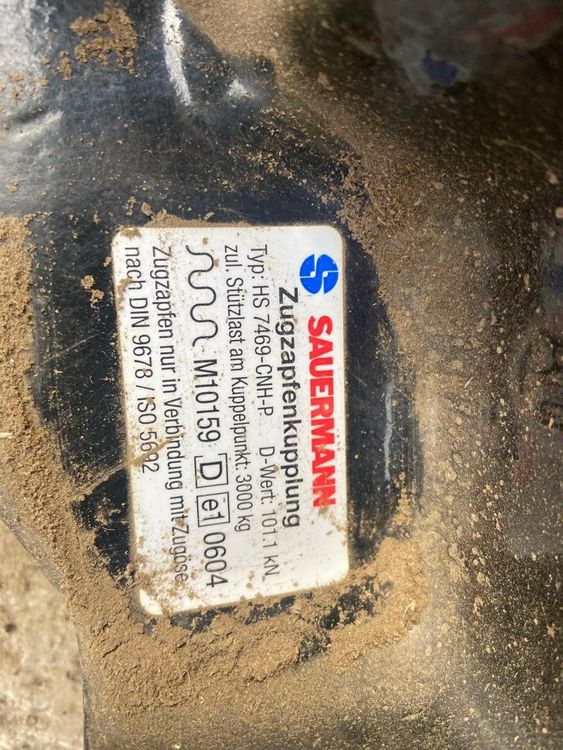 SAUERMANN
Zugzapfenkupplung
Typ: HS 7469-CNH-P D-Wert: 101.1 kN
zul. Stützlast am Kuppelpunkt: 3000 kg
M10159 D e1 0604
Zugzapfen nur in Verbindung mit Zugöse
nach DIN 9678 / ISO 5692